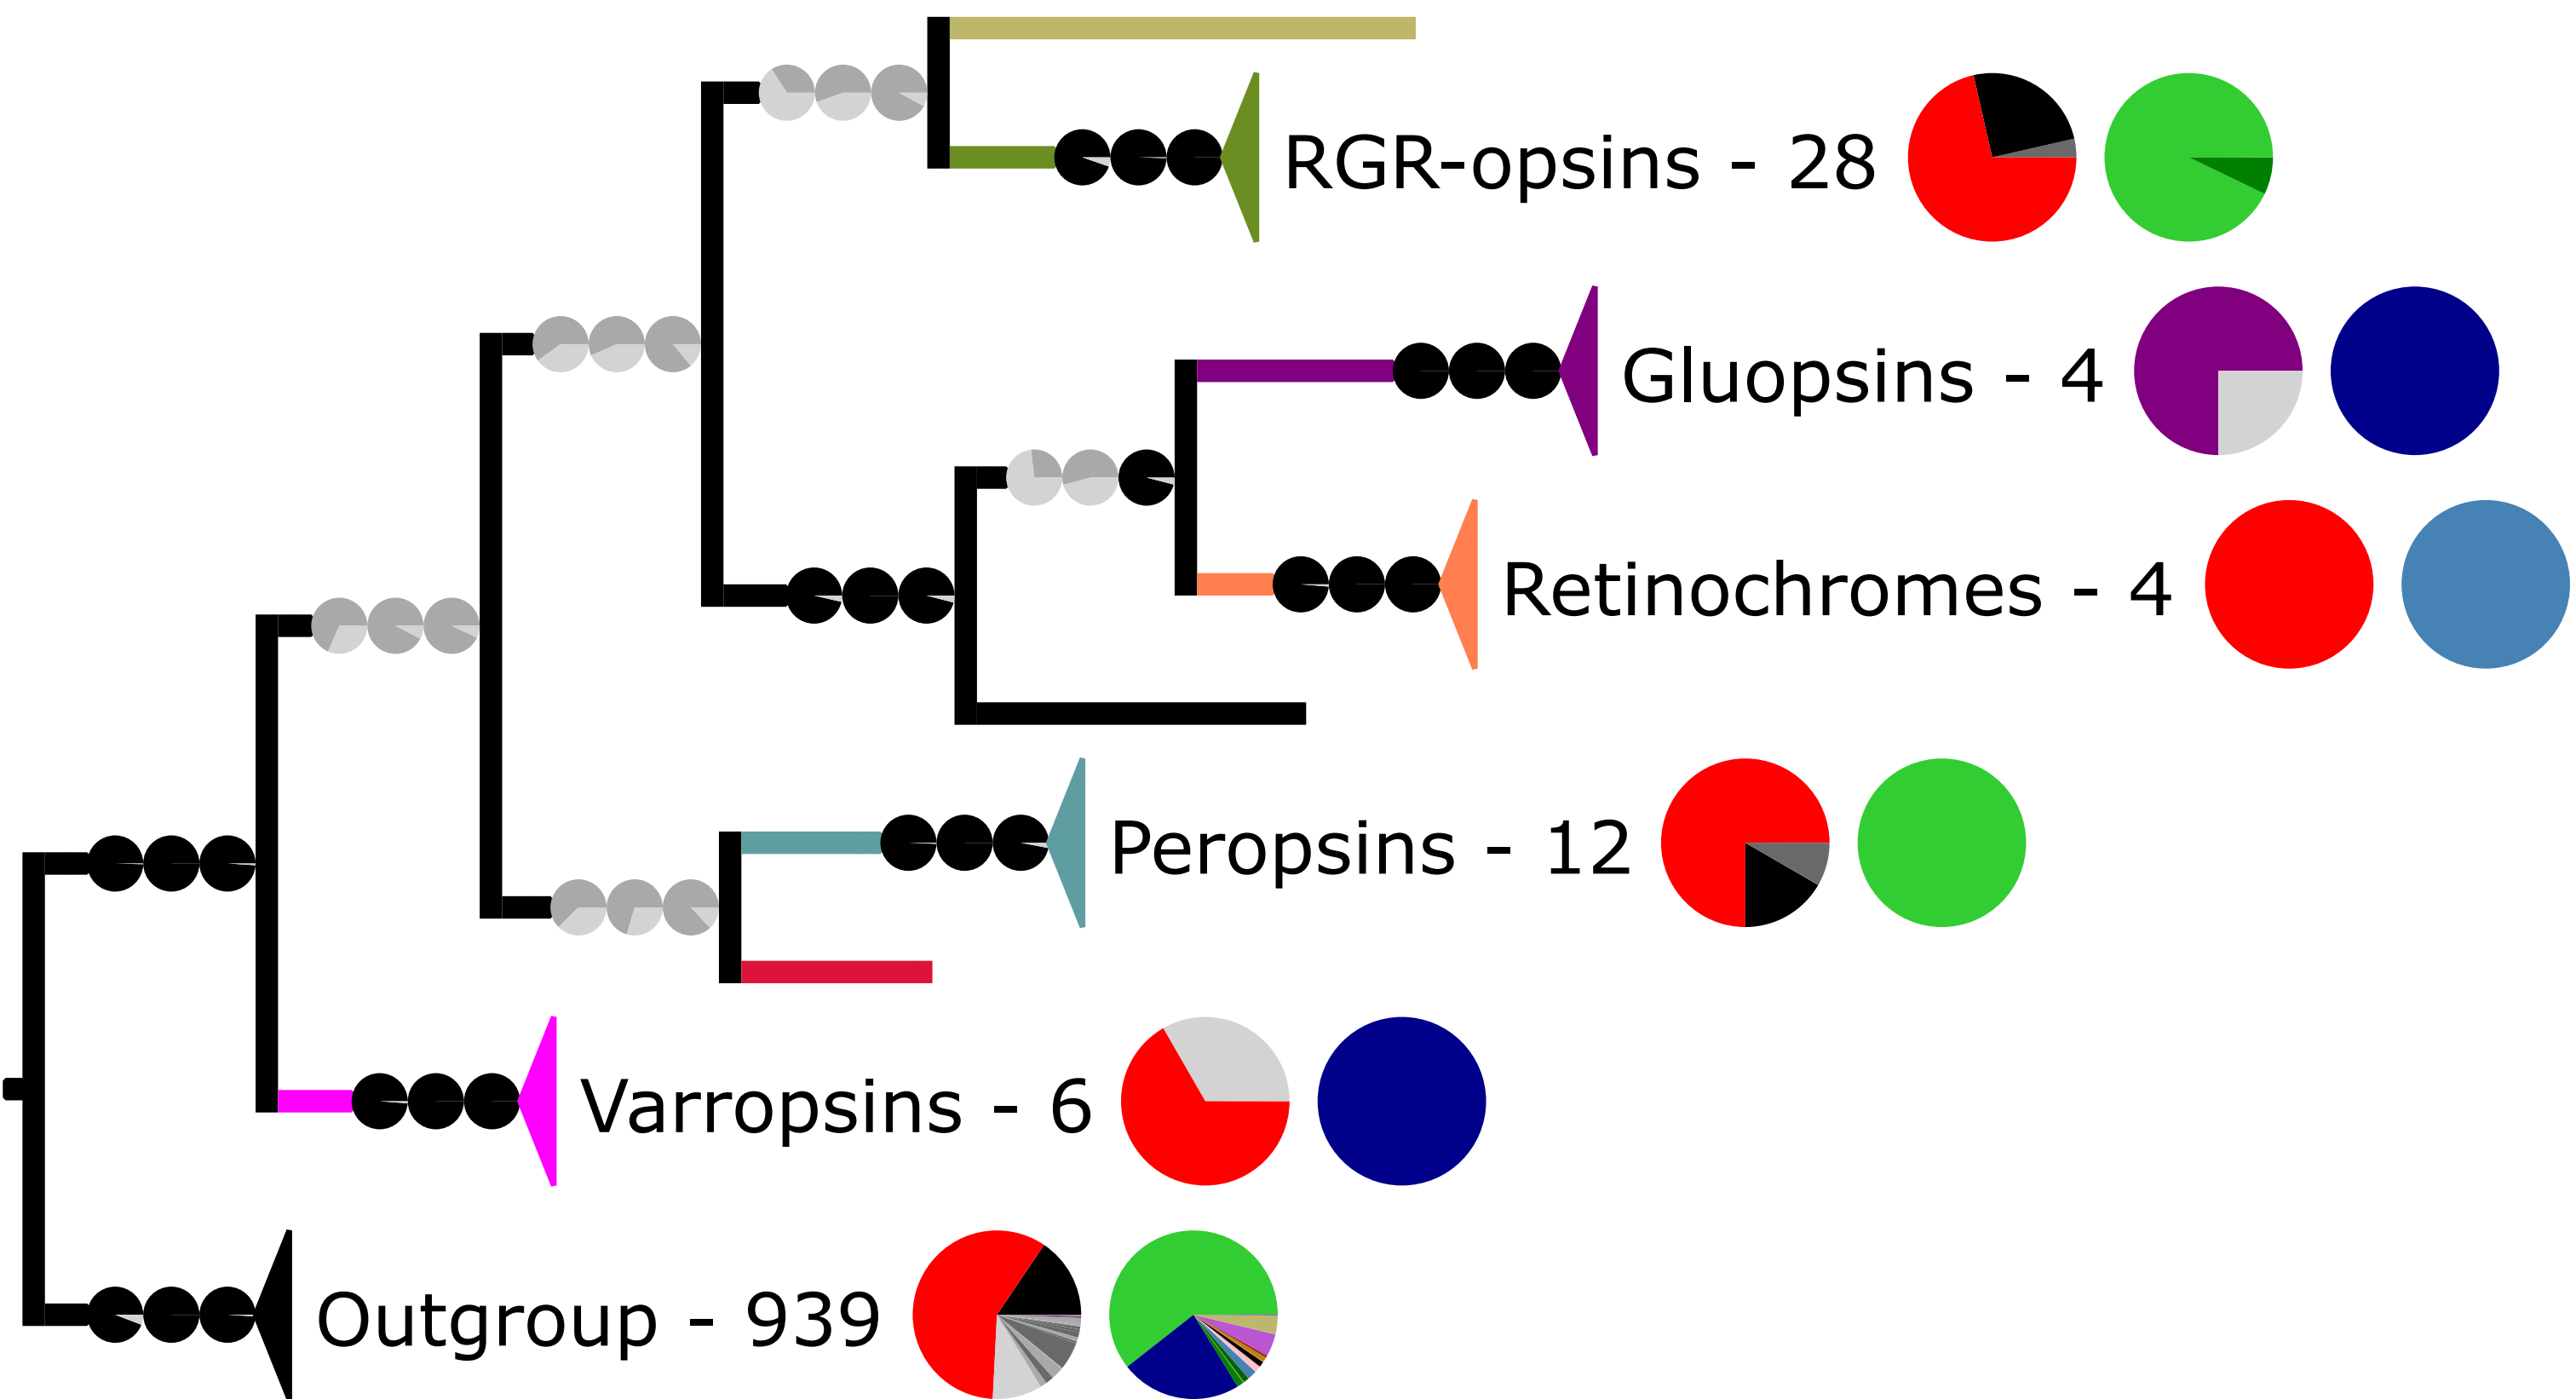 RGR-opsins - 28
Gluopsins - 4
Retinochromes - 4
Peropsins - 12
Varropsins - 6
Outgroup - 939